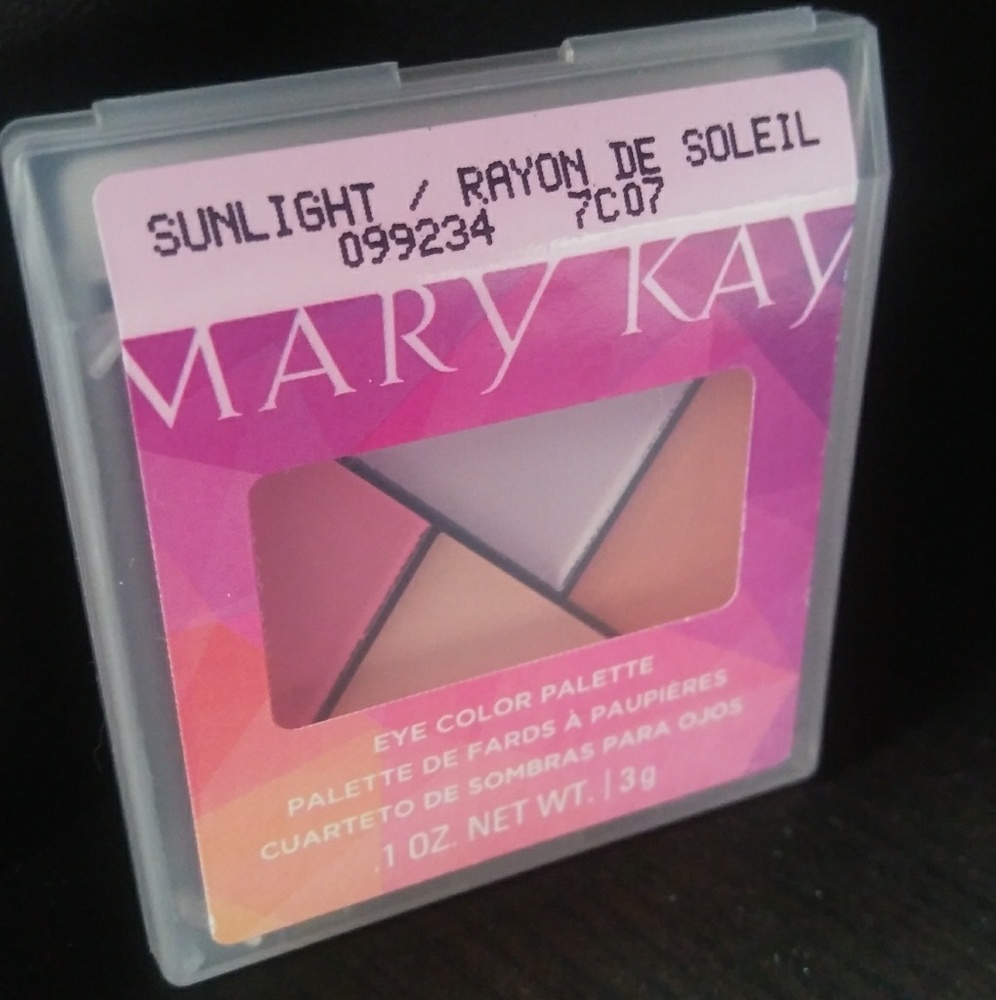 SUNLIGHT / RAYON DE SOLEIL
099234 7C07
MARY KAY
EYE COLOR PALETTE
PALETTE DE FARDS À PAUPIÈRES
CUARTETO DE SOMBRAS PARA OJOS
.1 OZ. NET WT. | 3 g